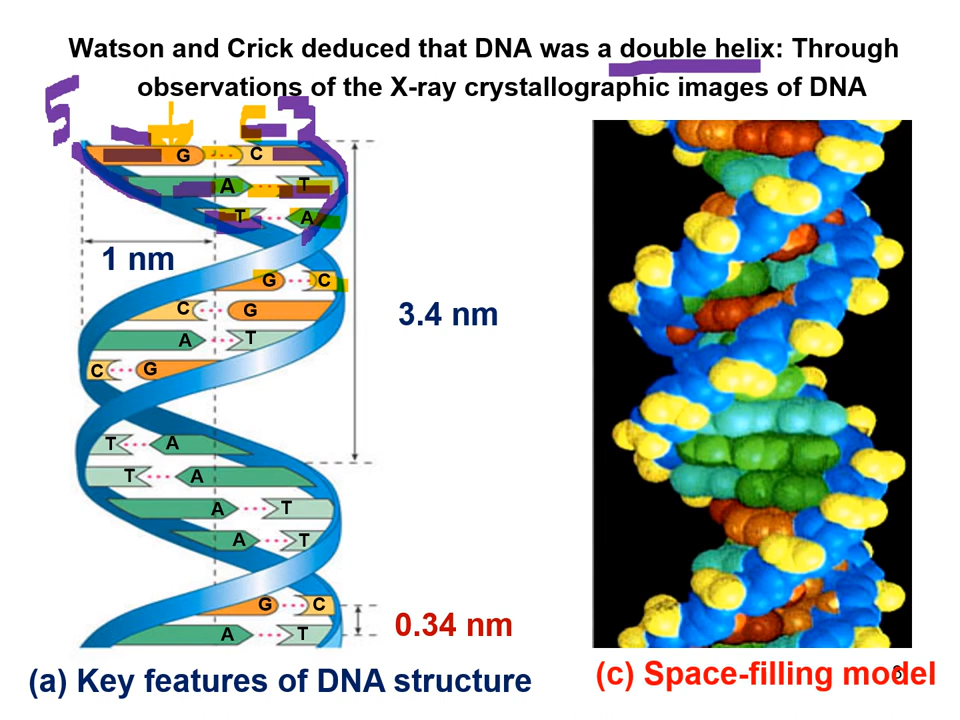 Watson and Crick deduced that DNA was a double helix: Through
observations of the X-ray crystallographic images of DNA
5
G C
A T
T A
1 nm
G C
C G
3.4 nm
A T
C G
T A
T A
A T
A T
G C
0.34 nm
A T
(a) Key features of DNA structure
(c) Space-filling model